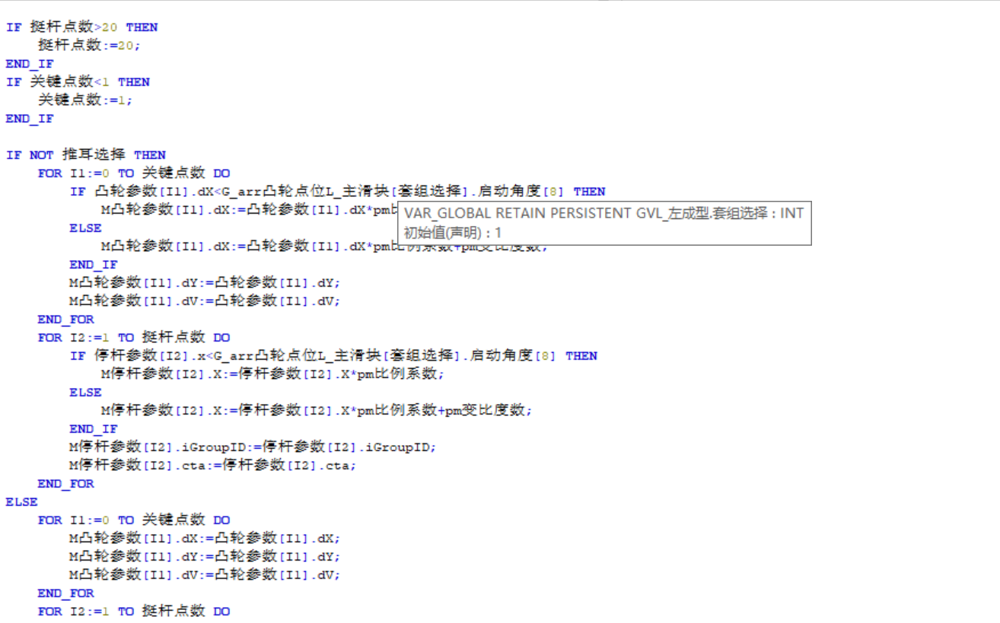 IF 挺杆点数>20 THEN
挺杆点数:=20;
END_IF
IF 关键点数<1 THEN
关键点数:=1;
END_IF
IF NOT 推耳选择 THEN
FOR I1:=0 TO 关键点数 DO
IF 凸轮参数[I1].dX<G_arr凸轮点位L_主滑块[套组选择].启动角度[8] THEN
M凸轮参数[I1].dX:=凸轮参数[I1].dX*pm
VAR_GLOBAL RETAIN PERSISTENT GVL_左成型.套组选择 : INT
初始值(声明) : 1
ELSE
M凸轮参数[I1].dX:=凸轮参数[I1].dX*pm比例系数+pm变比度数;
END_IF
M凸轮参数[I1].dY:=凸轮参数[I1].dY;
M凸轮参数[I1].dV:=凸轮参数[I1].dV;
END_FOR
FOR I2:=1 TO 挺杆点数 DO
IF 停杆参数[I2].x<G_arr凸轮点位L_主滑块[套组选择].启动角度[8] THEN
M停杆参数[I2].X:=停杆参数[I2].X*pm比例系数;
ELSE
M停杆参数[I2].X:=停杆参数[I2].X*pm比例系数+pm变比度数;
END_IF
M停杆参数[I2].iGroupID:=停杆参数[I2].iGroupID;
M停杆参数[I2].cta:=停杆参数[I2].cta;
END_FOR
ELSE
FOR I1:=0 TO 关键点数 DO
M凸轮参数[I1].dX:=凸轮参数[I1].dX;
M凸轮参数[I1].dY:=凸轮参数[I1].dY;
M凸轮参数[I1].dV:=凸轮参数[I1].dV;
END_FOR
FOR I2:=1 TO 挺杆点数 DO